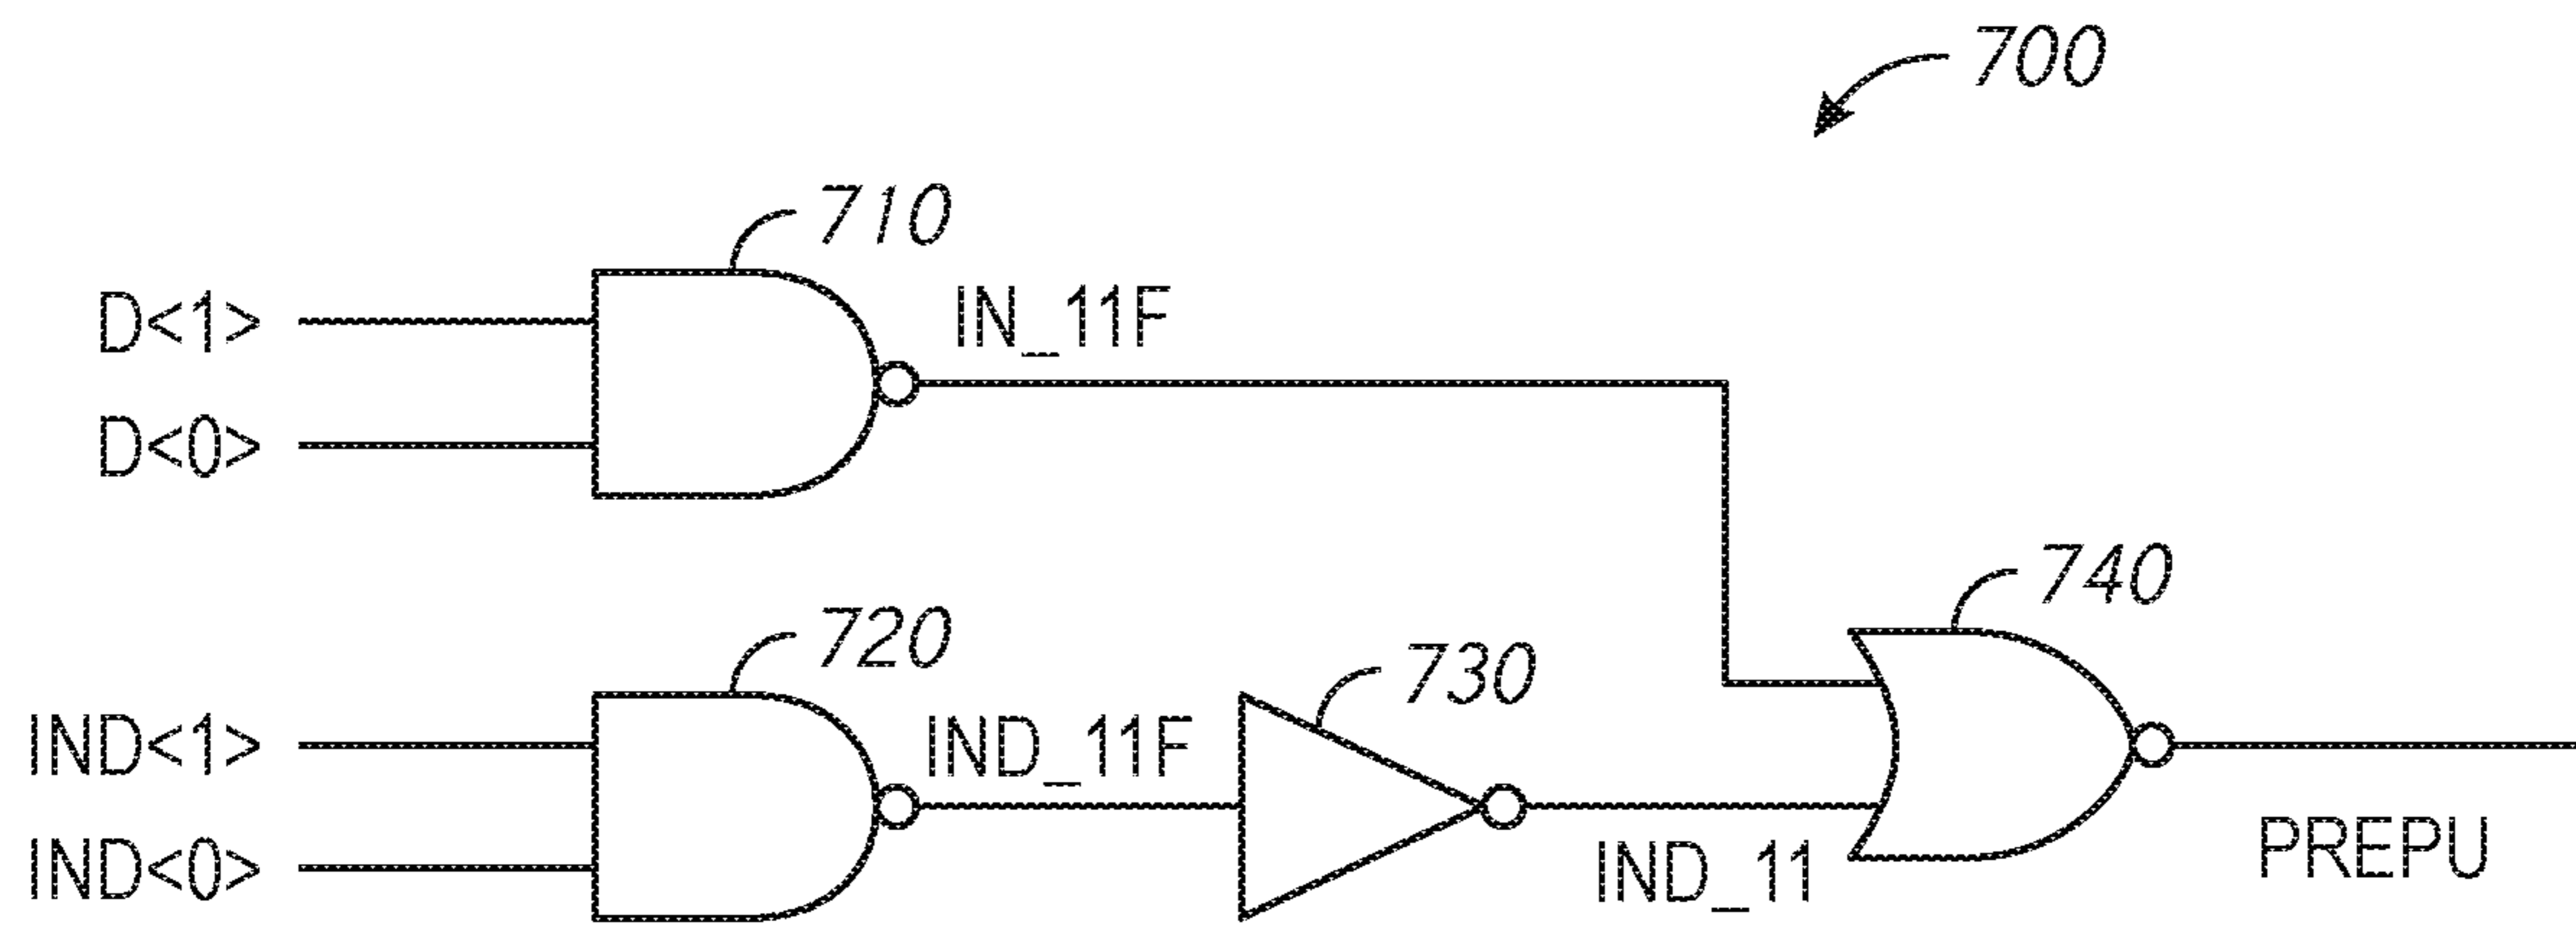 700
710
D<1>
IN_11F
D<0>
740
720
730
IND<1>
IND_11F
IND<0>
IND_11
PREPU